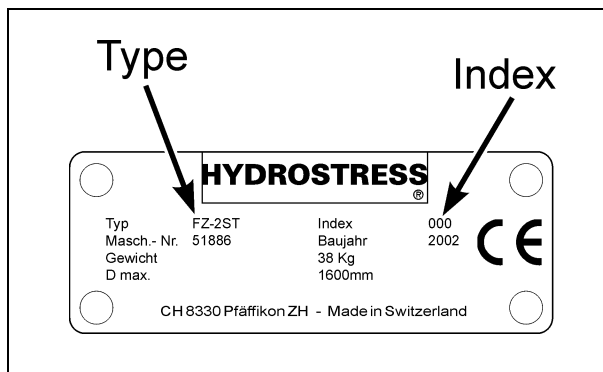 Type
Index
HYDROSTRESS
®
Typ FZ-2ST Index 000
Masch.- Nr. 51886 Baujahr 2002
Gewicht 38 Kg
D max. 1600mm
CE
CH 8330 Pfäffikon ZH - Made in Switzerland